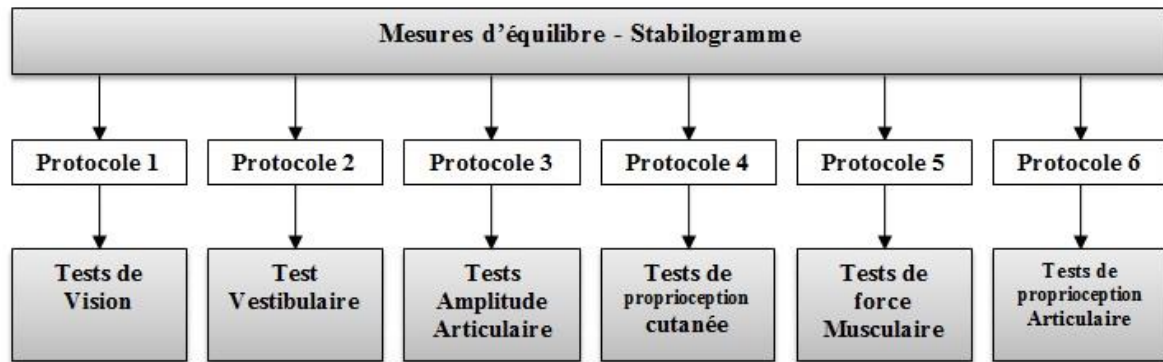 Mesures d'équilibre - Stabilogramme
Protocole 1
Protocole 2
Protocole 3
Protocole 4
Protocole 5
Protocole 6
Tests de
Vision
Test
Vestibulaire
Tests
Amplitude
Articulaire
Tests de
proprioception
cutanée
Tests de
force
Musculaire
Tests de
proprioception
Articulaire